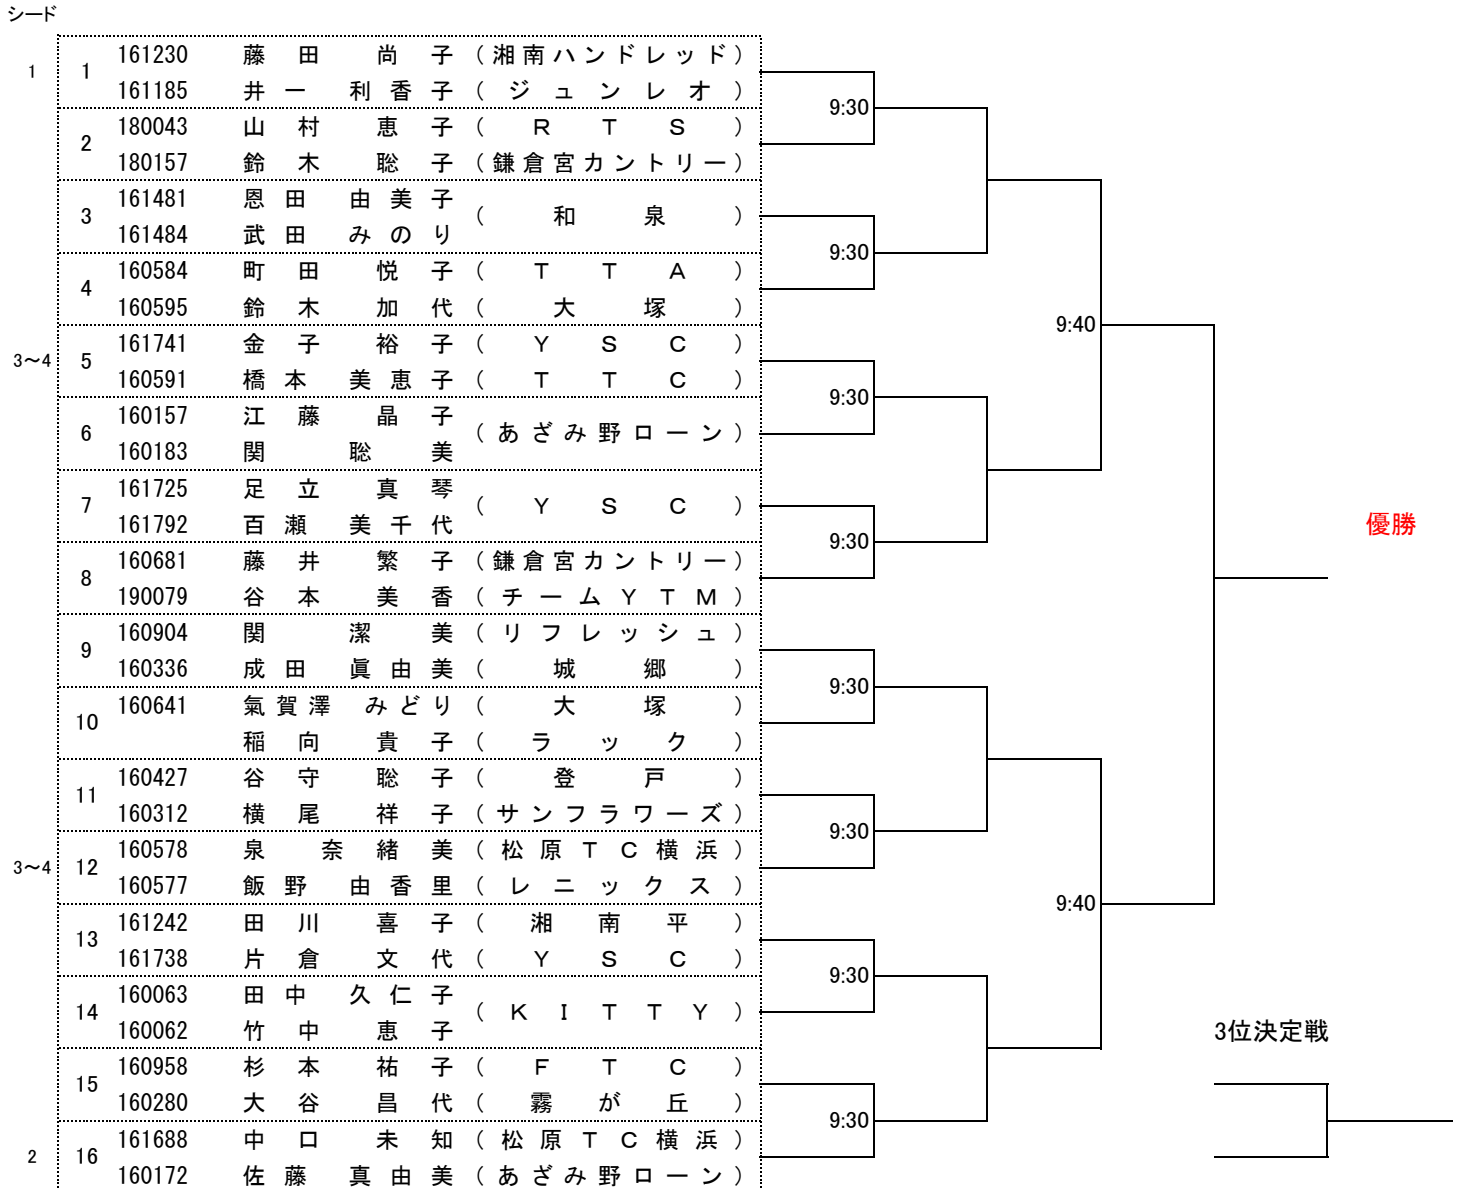 シード
161230 藤田 尚子 (湘南ハンドレッド)
1 1
161185 井一 利香子 (ジュンレオ)
9:30
180043 山村 恵子 (RTS)
2
180157 鈴木 聡子 (鎌倉宮カントリー)
161481 恩田 由美子
3 (和泉)
161484 武田 みのり
9:30
160584 町田 悦子 (TTA)
4
160595 鈴木 加代 (大塚)
9:40
161741 金子 裕子 (YSC)
3～4 5
160591 橋本 美恵子 (TTC)
9:30
160157 江藤 晶子
6 (あざみ野ローン)
160183 関 聡美
161725 足立 真琴
7 (YSC)
161792 百瀬 美千代
優勝
9:30
160681 藤井 繁子 (鎌倉宮カントリー)
8
190079 谷本 美香 (チームYTM)
160904 関 潔美 (リフレッシュ)
9
160336 成田 眞由美 (城郷)
9:30
160641 氣賀澤 みどり (大塚)
10
稲向 貴子 (ラック)
160427 谷守 聡子 (登戸)
11
160312 横尾 祥子 (サンフラワーズ)
9:30
160578 泉 奈緒美 (松原TC横浜)
3～4 12
160577 飯野 由香里 (レニックス)
9:40
161242 田川 喜子 (湘南平)
13
161738 片倉 文代 (YSC)
9:30
160063 田中 久仁子
14 (KITTY)
160062 竹中 恵子
3位決定戦
160958 杉本 祐子 (FTC)
15
160280 大谷 昌代 (霧が丘)
9:30
161688 中口 未知 (松原TC横浜)
2 16
160172 佐藤 真由美 (あざみ野ローン)